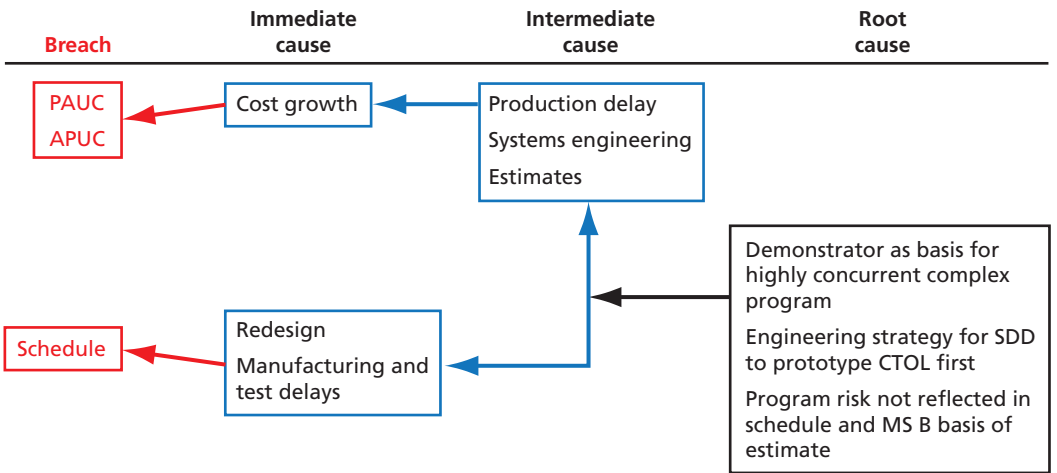 Breach
Immediate
cause
Intermediate
cause
Root
cause
PAUC
APUC
Cost growth
Production delay
Systems engineering
Estimates
Schedule
Redesign
Manufacturing and
test delays
Demonstrator as basis for
highly concurrent complex
program
Engineering strategy for SDD
to prototype CTOL first
Program risk not reflected in
schedule and MS B basis of
estimate